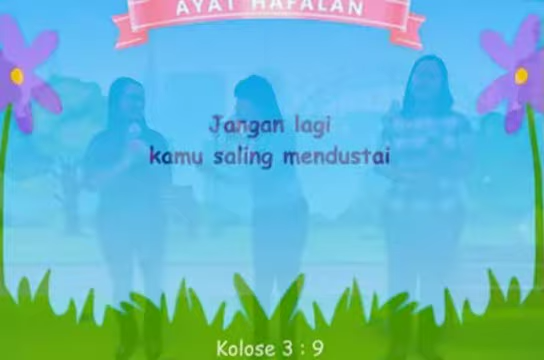 AYAT HAFALAN
Jangan lagi
kamu saling mendustai
Kolose 3 : 9